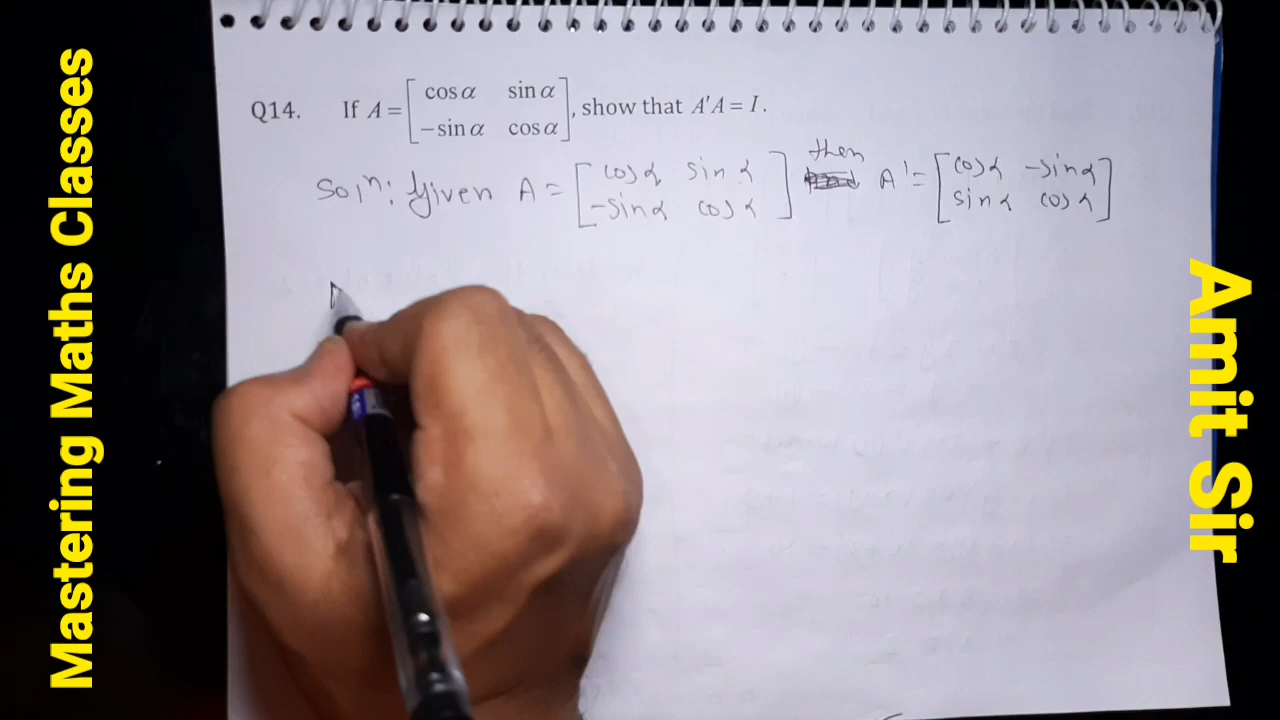 Mastering Maths Classes
Q14. If A = [cos α sin α; −sin α cos α], show that A′A = I.
Solⁿ: Given A = [cos α sin α; −sin α cos α] then A' = [cos α −sin α; sin α cos α]
Amit Sir